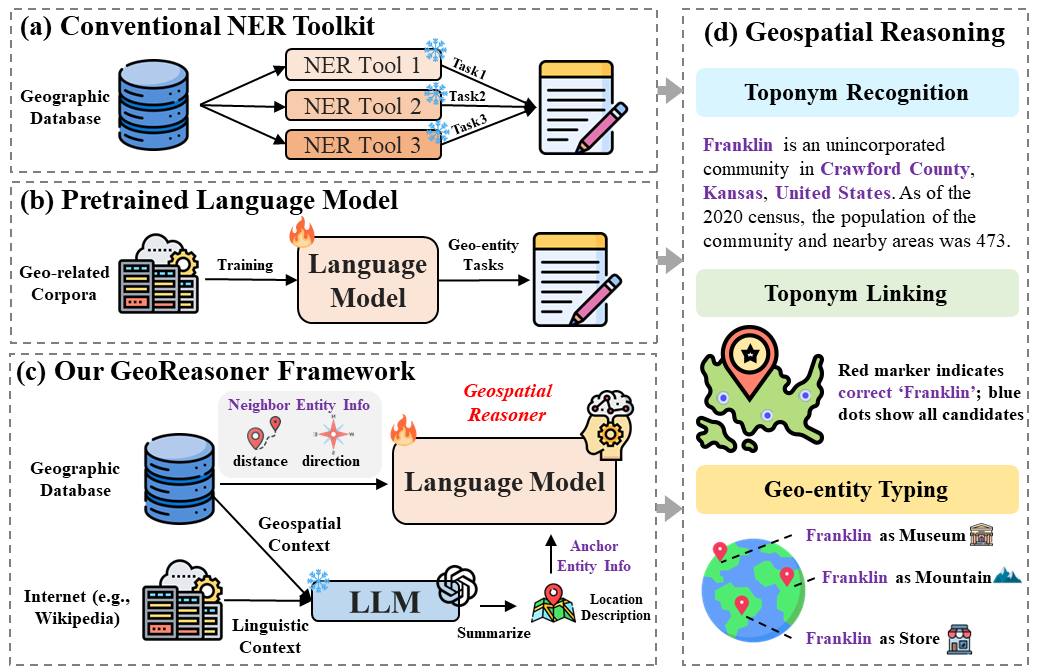 (a) Conventional NER Toolkit
Geographic
Database
NER Tool 1
NER Tool 2
NER Tool 3
Task1
Task2
Task3
(b) Pretrained Language Model
Geo-related
Corpora
Training
Language
Model
Geo-entity
Tasks
(c) Our GeoReasoner Framework
Neighbor Entity Info
distance
direction
Geospatial
Reasoner
Geographic
Database
Language Model
Geospatial
Context
Anchor
Entity Info
Internet (e.g.,
Wikipedia)
LLM
Linguistic
Context
Summarize
Location
Description
(d) Geospatial Reasoning
Toponym Recognition
Franklin is an unincorporated
community in Crawford County,
Kansas, United States. As of the
2020 census, the population of the
community and nearby areas was 473.
Toponym Linking
Red marker indicates
correct ‘Franklin’; blue
dots show all candidates
Geo-entity Typing
Franklin as Museum
Franklin as Mountain
Franklin as Store